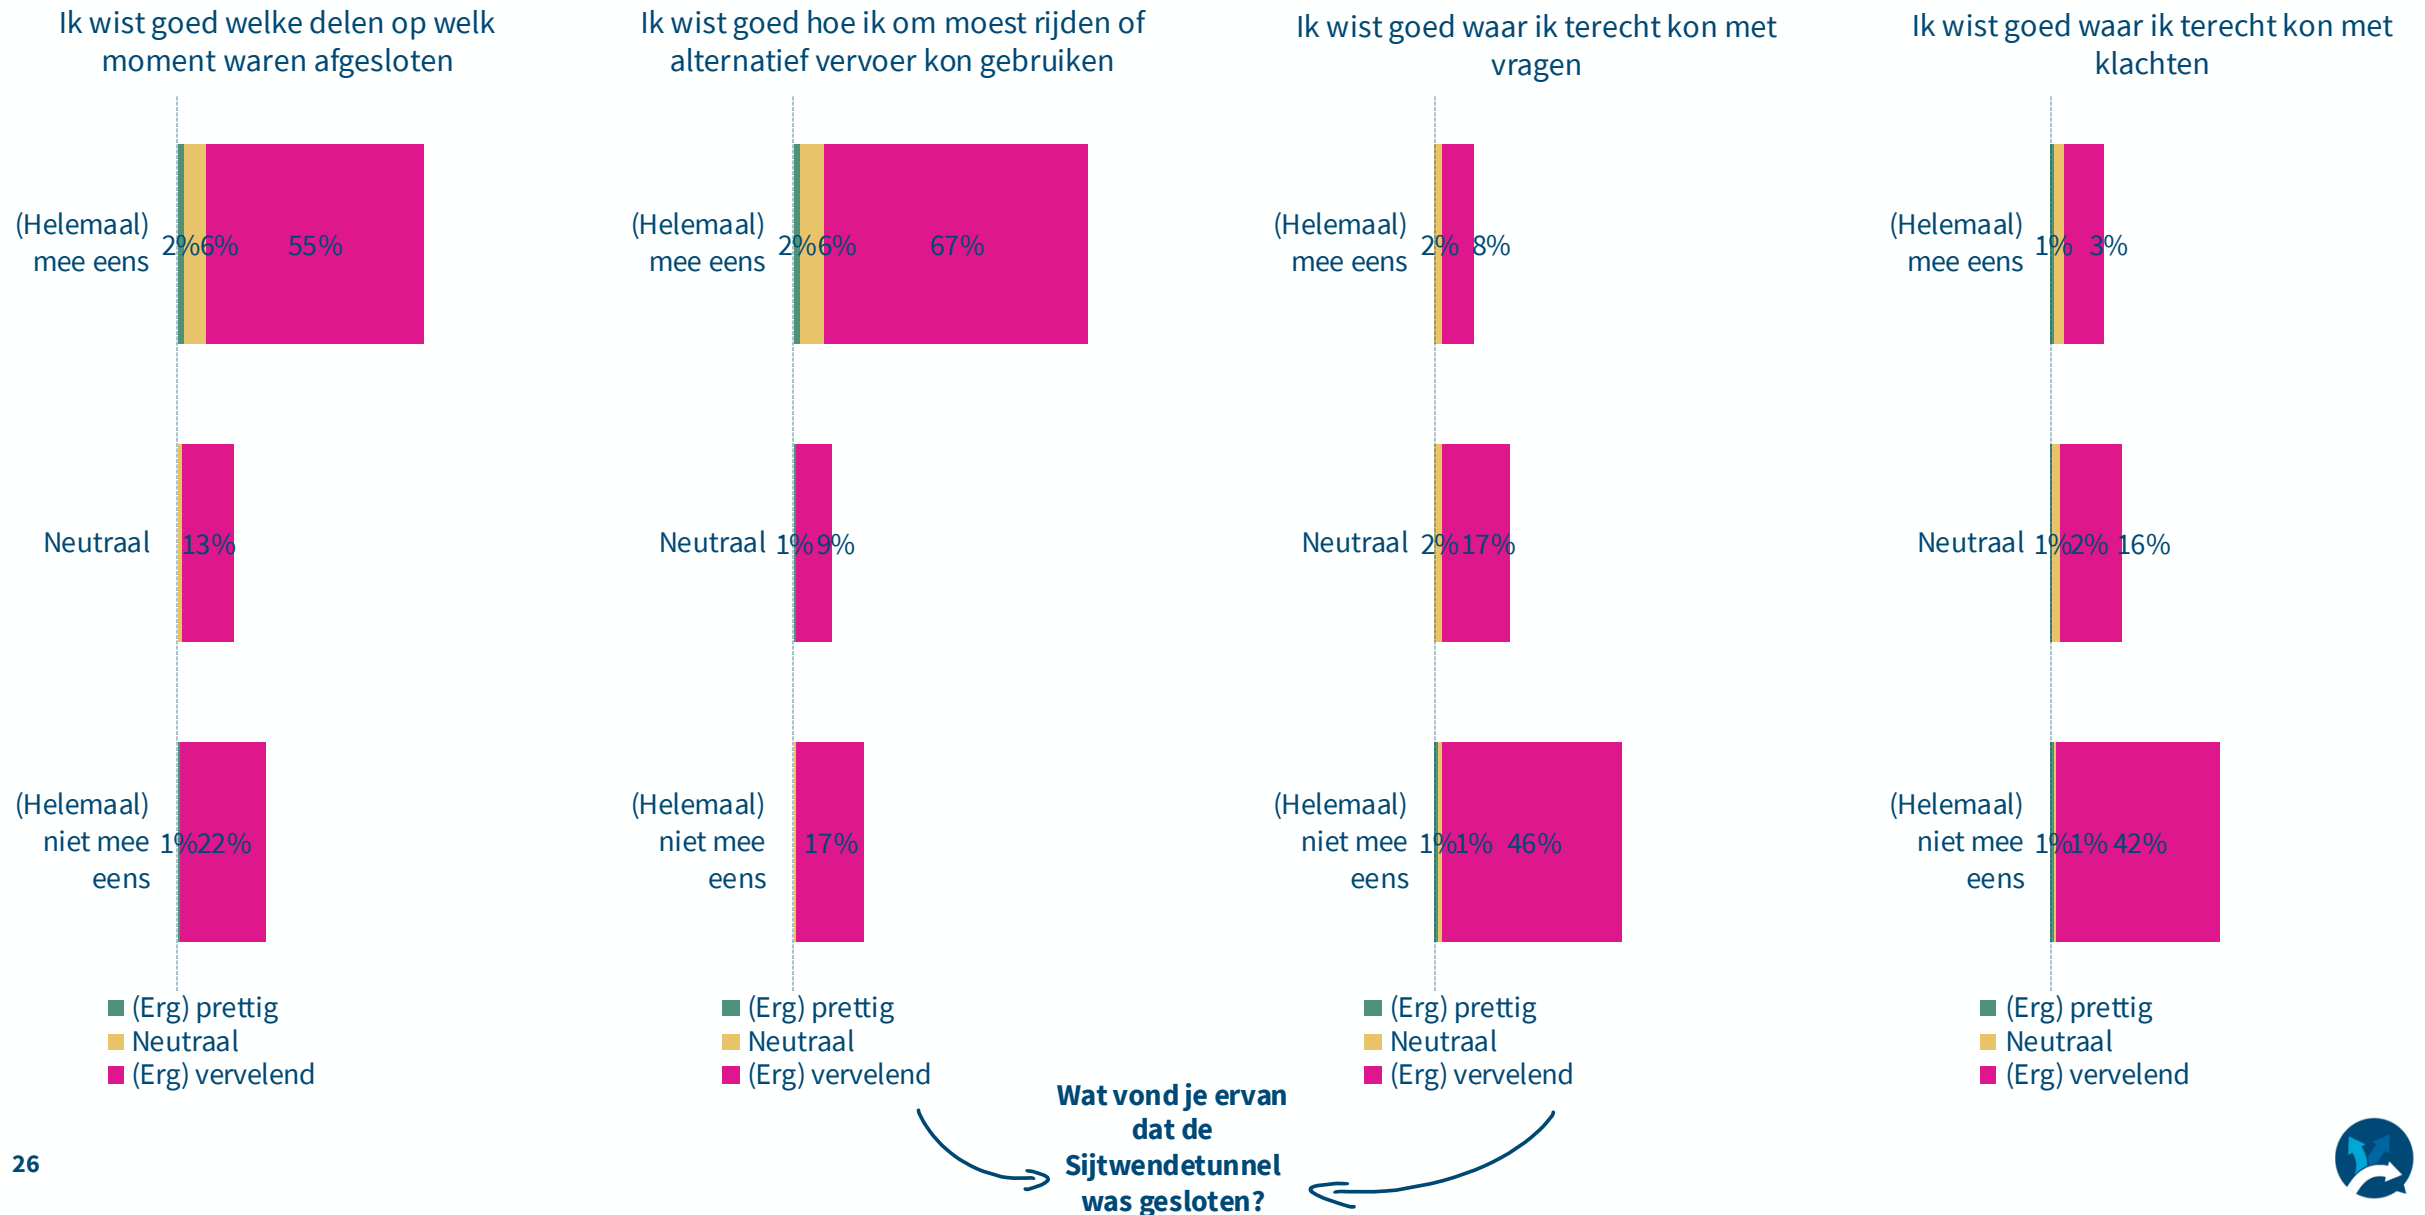 Ik wist goed welke delen op welk
moment waren afgesloten
(Helemaal)
mee eens
2% 6% 55%
Neutraal
13%
(Helemaal)
niet mee
eens
1% 22%
(Erg) prettig
Neutraal
(Erg) vervelend
Ik wist goed hoe ik om moest rijden of
alternatief vervoer kon gebruiken
(Helemaal)
mee eens
2% 6% 67%
Neutraal
1% 9%
(Helemaal)
niet mee
eens
17%
(Erg) prettig
Neutraal
(Erg) vervelend
Ik wist goed waar ik terecht kon met
vragen
(Helemaal)
mee eens
2% 8%
Neutraal
2% 17%
(Helemaal)
niet mee
eens
1% 1% 46%
(Erg) prettig
Neutraal
(Erg) vervelend
Ik wist goed waar ik terecht kon met
klachten
(Helemaal)
mee eens
1% 3%
Neutraal
1% 2% 16%
(Helemaal)
niet mee
eens
1% 1% 42%
(Erg) prettig
Neutraal
(Erg) vervelend
Wat vond je ervan
dat de
Sijtwendetunnel
was gesloten?
26